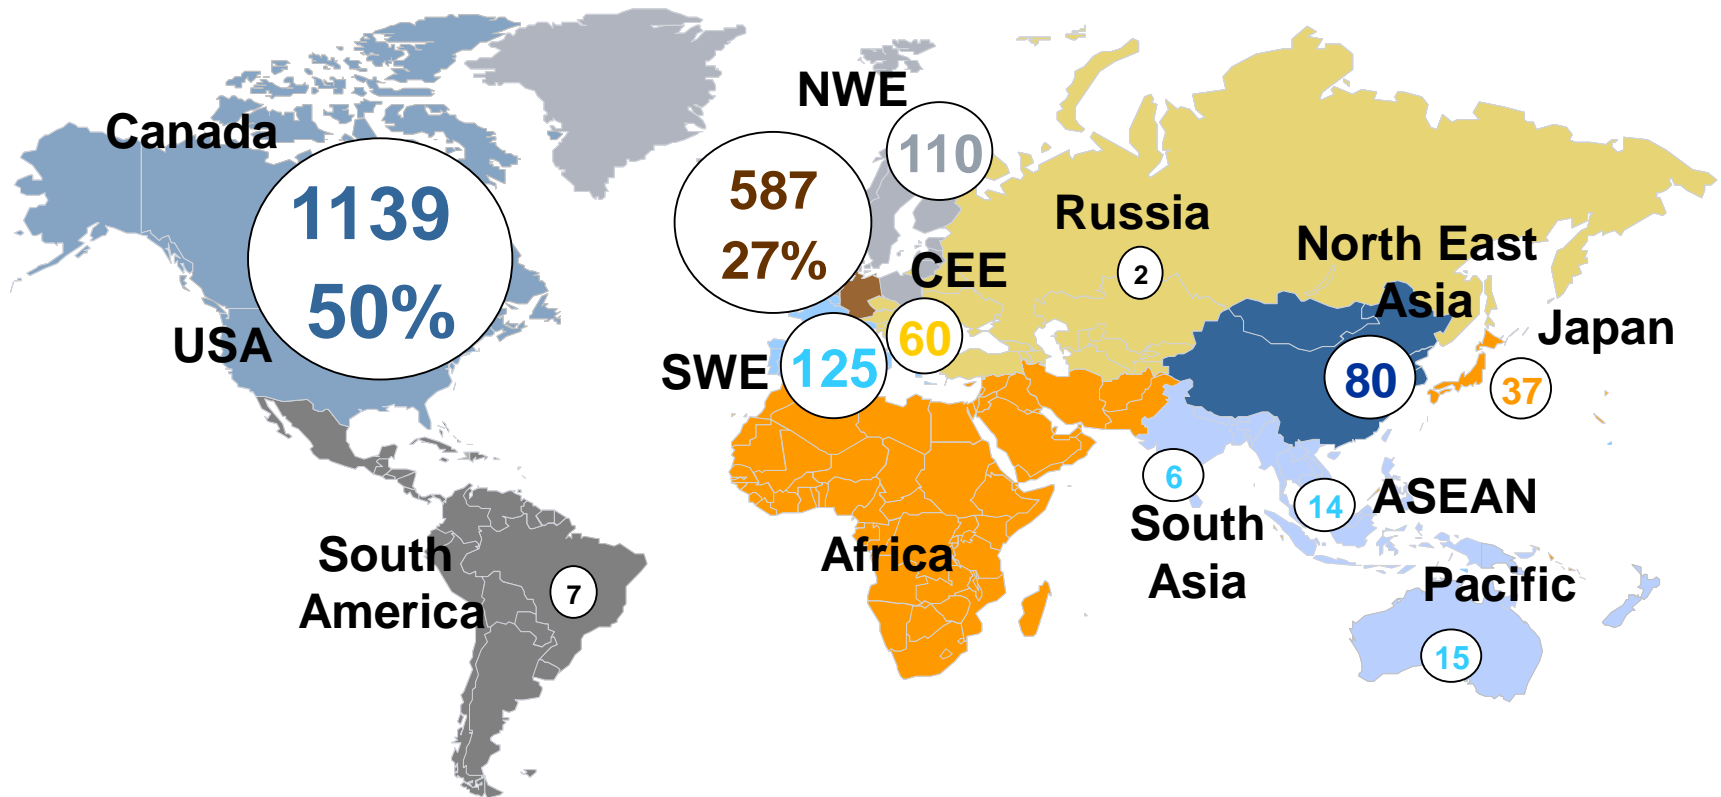 NWE
110
Canada
1139
50%
USA
587
27%
CEE
60
SWE
125
Russia
2
North East
Asia
80
Japan
37
South
America
7
Africa
6
South
Asia
14
ASEAN
Pacific
15